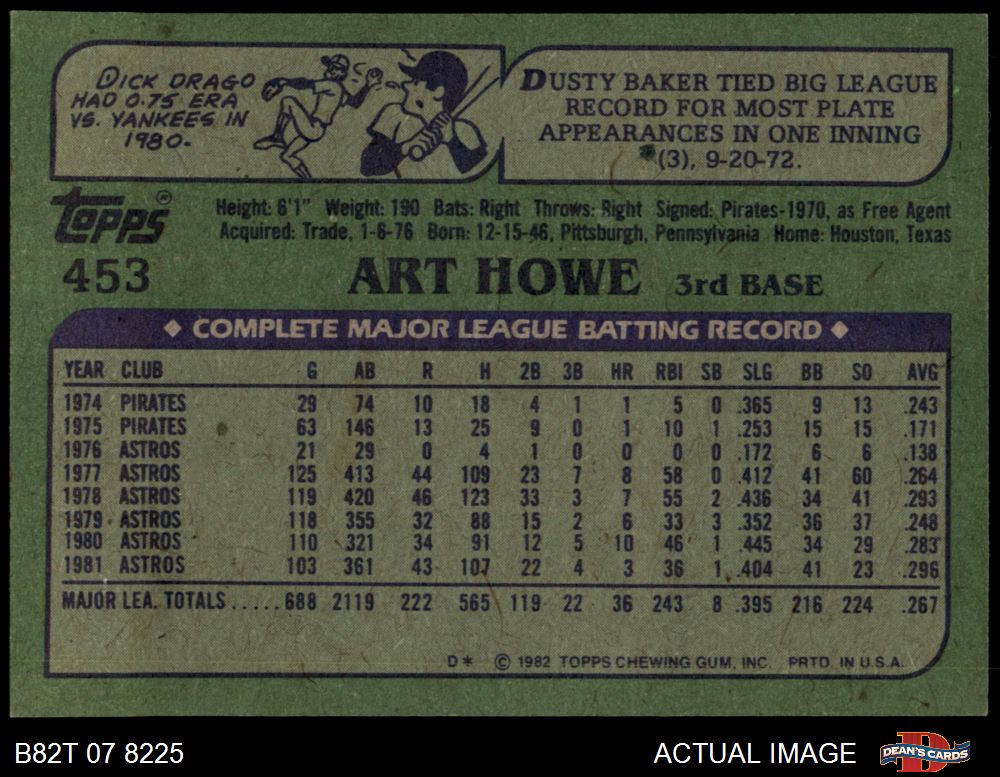 DICK DRAGO
HAD 0.75 ERA
VS. YANKEES IN
1980.
DUSTY BAKER TIED BIG LEAGUE
RECORD FOR MOST PLATE
APPEARANCES IN ONE INNING
(3), 9-20-72.
topps®
Height: 6'1" Weight: 190 Bats: Right Throws: Right Signed: Pirates-1970, as Free Agent
Acquired: Trade, 1-6-76 Born: 12-15-46, Pittsburgh, Pennsylvania Home: Houston, Texas
453 ART HOWE 3rd BASE
◆ COMPLETE MAJOR LEAGUE BATTING RECORD ◆
YEAR CLUB G AB R H 2B 3B HR RBI SB SLG BB SO AVG
1974 PIRATES 29 74 10 18 4 1 1 5 0 .365 9 13 .243
1975 PIRATES 63 146 13 25 9 0 1 10 1 .253 15 15 .171
1976 ASTROS 21 29 0 4 1 0 0 0 0 .172 6 6 .138
1977 ASTROS 125 413 44 109 23 7 8 58 0 .412 41 60 .264
1978 ASTROS 119 420 46 123 33 3 7 55 2 .436 34 41 .293
1979 ASTROS 118 355 32 88 15 2 6 33 3 .352 36 37 .248
1980 ASTROS 110 321 34 91 12 5 10 46 1 .445 34 29 .283
1981 ASTROS 103 361 43 107 22 4 3 36 1 .404 41 23 .296
MAJOR LEA. TOTALS.....688 2119 222 565 119 22 36 243 8 .395 216 224 .267
D* © 1982 TOPPS CHEWING GUM, INC. PRTD. IN U.S.A.
B82T 07 8225 ACTUAL IMAGE DEAN'S CARDS